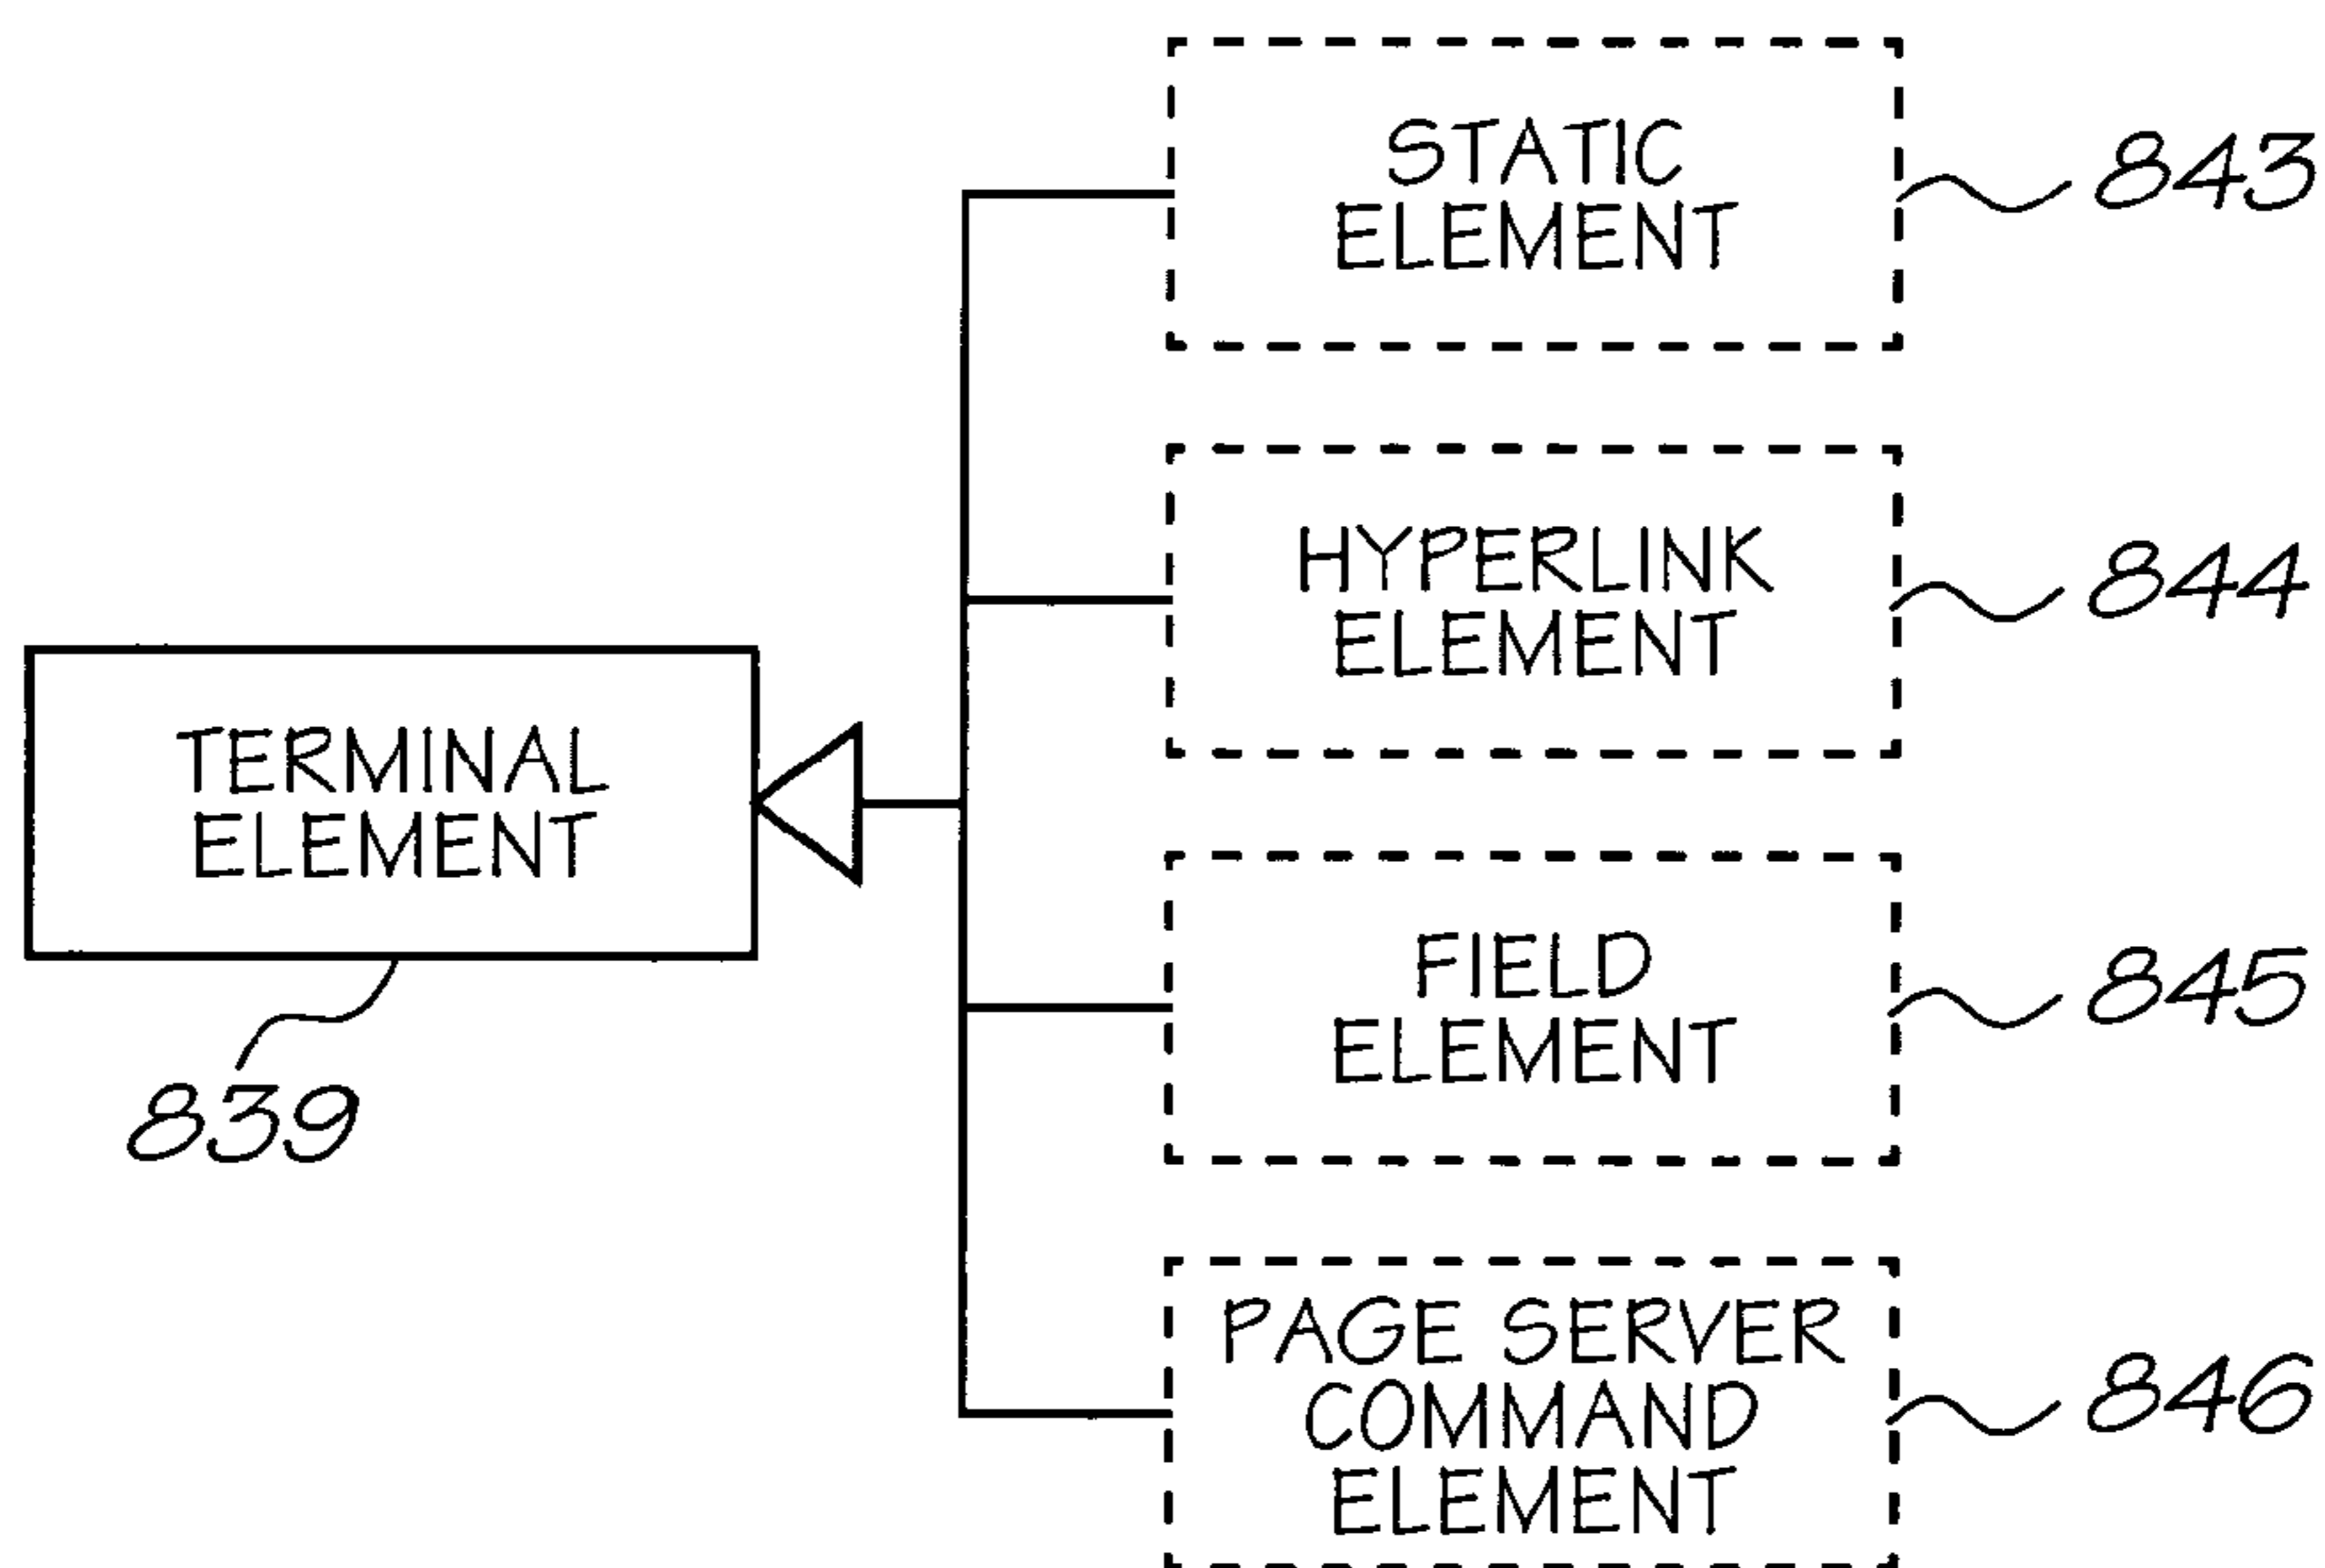 STATIC
ELEMENT
843
HYPERLINK
ELEMENT
844
TERMINAL
ELEMENT
839
FIELD
ELEMENT
845
PAGE SERVER
COMMAND
ELEMENT
846